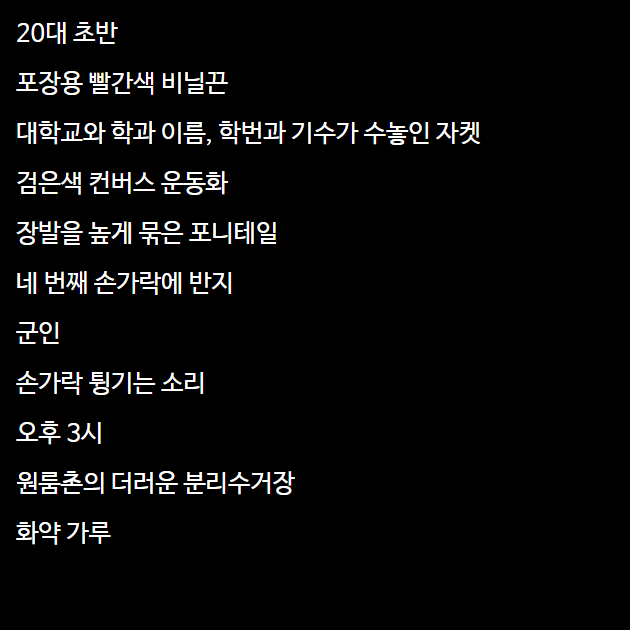 20대 초반
포장용 빨간색 비닐끈
대학교와 학과 이름, 학번과 기수가 수놓인 자켓
검은색 컨버스 운동화
장발을 높게 묶은 포니테일
네 번째 손가락에 반지
군인
손가락 튕기는 소리
오후 3시
원룸촌의 더러운 분리수거장
화약 가루